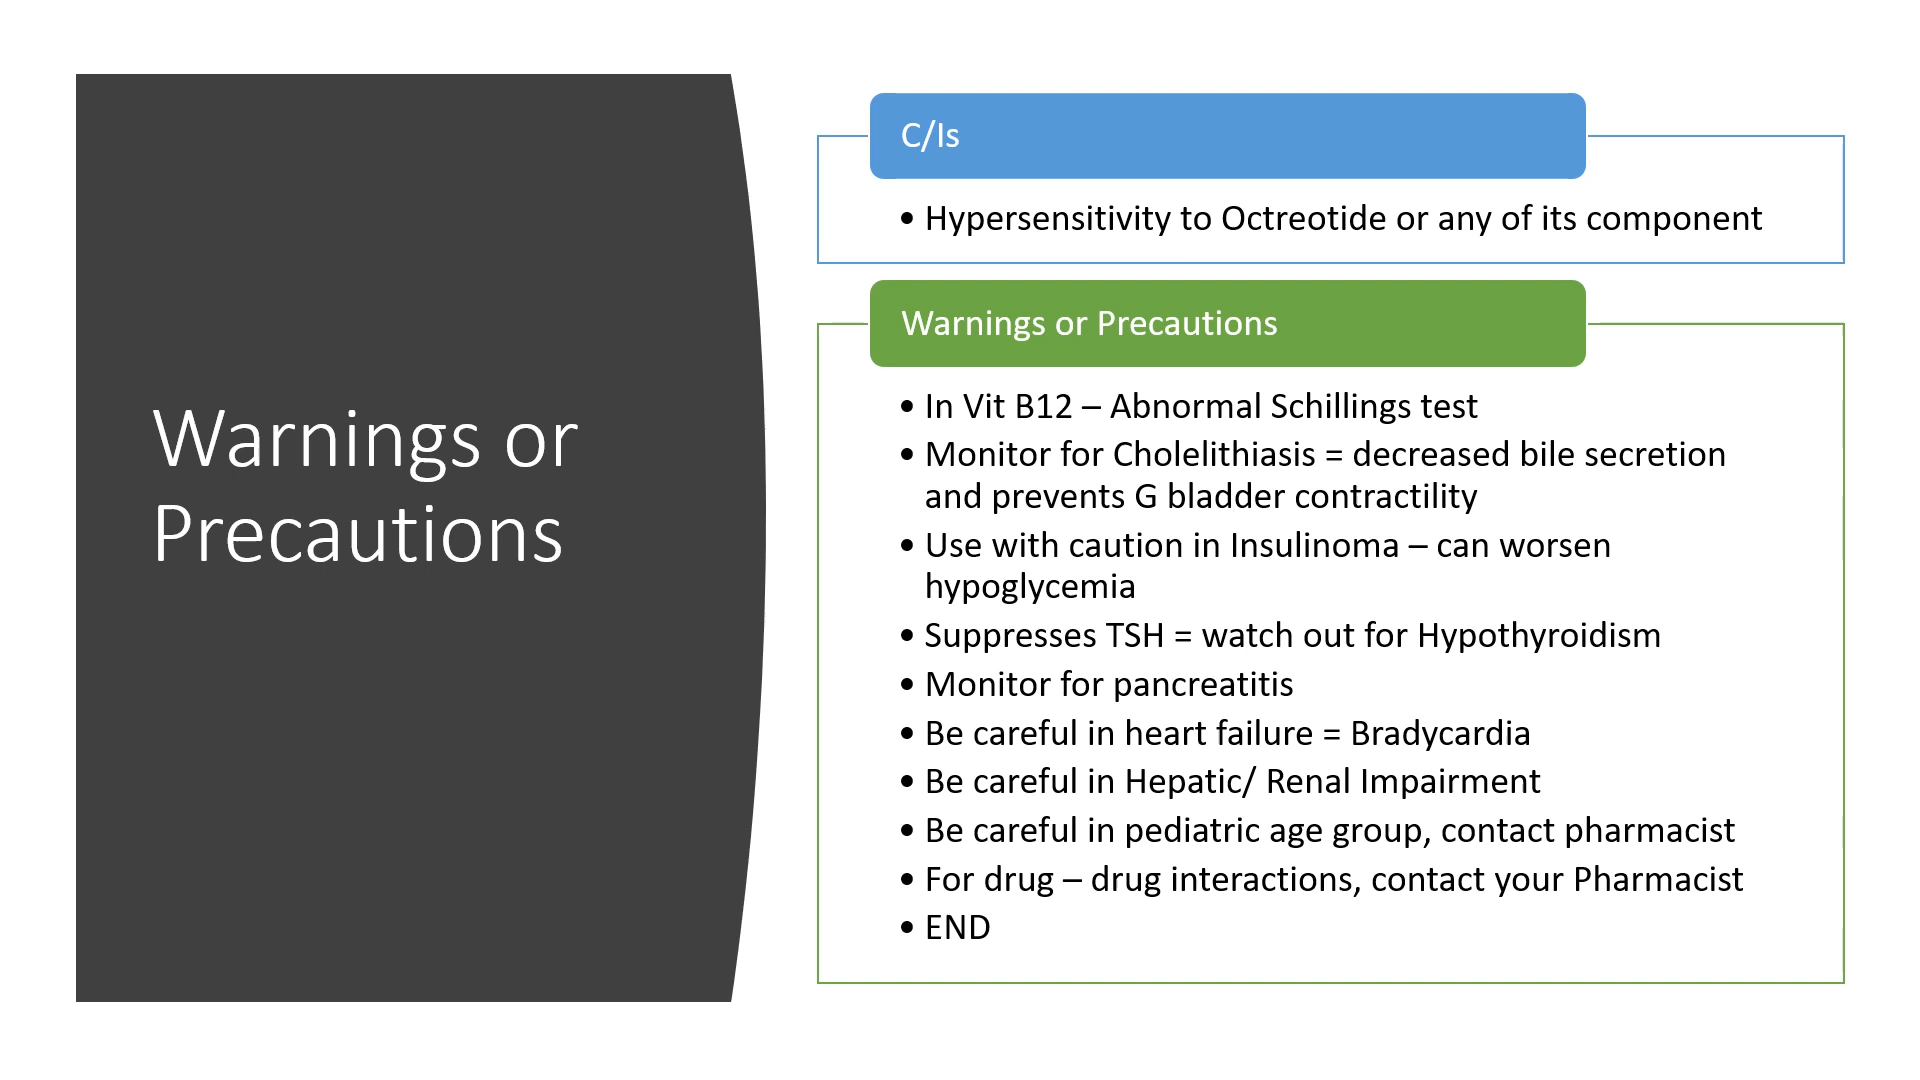 Warnings or
Precautions
C/Is
• Hypersensitivity to Octreotide or any of its component
Warnings or Precautions
• In Vit B12 – Abnormal Schillings test
• Monitor for Cholelithiasis = decreased bile secretion
and prevents G bladder contractility
• Use with caution in Insulinoma – can worsen
hypoglycemia
• Suppresses TSH = watch out for Hypothyroidism
• Monitor for pancreatitis
• Be careful in heart failure = Bradycardia
• Be careful in Hepatic/ Renal Impairment
• Be careful in pediatric age group, contact pharmacist
• For drug – drug interactions, contact your Pharmacist
• END